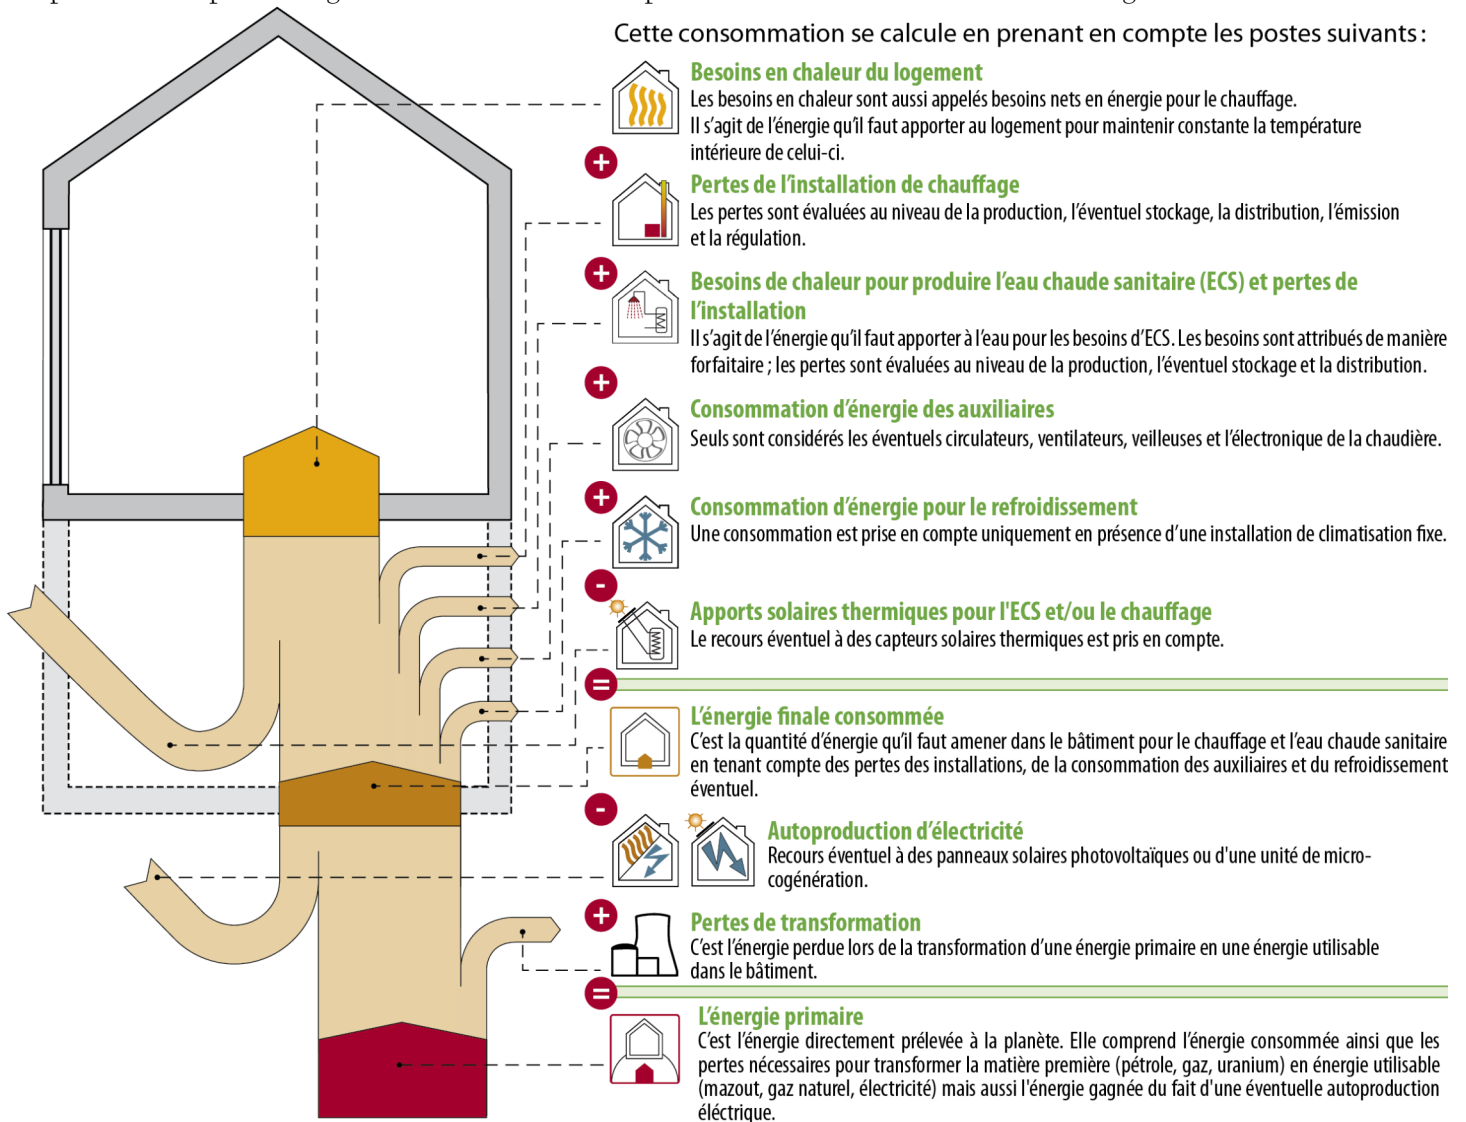 Cette consommation se calcule en prenant en compte les postes suivants :
Besoins en chaleur du logement
Les besoins en chaleur sont aussi appelés besoins nets en énergie pour le chauffage.
Il s'agit de l'énergie qu'il faut apporter au logement pour maintenir constante la température
intérieure de celui-ci.
+
Pertes de l'installation de chauffage
Les pertes sont évaluées au niveau de la production, l'éventuel stockage, la distribution, l'émission
et la régulation.
+
Besoins de chaleur pour produire l'eau chaude sanitaire (ECS) et pertes de
l'installation
Il s'agit de l'énergie qu'il faut apporter à l'eau pour les besoins d'ECS. Les besoins sont attribués de manière
forfaitaire ; les pertes sont évaluées au niveau de la production, l'éventuel stockage et la distribution.
+
Consommation d'énergie des auxiliaires
Seuls sont considérés les éventuels circulateurs, ventilateurs, veilleuses et l'électronique de la chaudière.
+
Consommation d'énergie pour le refroidissement
Une consommation est prise en compte uniquement en présence d'une installation de climatisation fixe.
-
Apports solaires thermiques pour l'ECS et/ou le chauffage
Le recours éventuel à des capteurs solaires thermiques est pris en compte.
=
L'énergie finale consommée
C'est la quantité d'énergie qu'il faut amener dans le bâtiment pour le chauffage et l'eau chaude sanitaire
en tenant compte des pertes des installations, de la consommation des auxiliaires et du refroidissement
éventuel.
-
Autoproduction d'électricité
Recours éventuel à des panneaux solaires photovoltaïques ou d'une unité de micro-
cogénération.
+
Pertes de transformation
C'est l'énergie perdue lors de la transformation d'une énergie primaire en une énergie utilisable
dans le bâtiment.
=
L'énergie primaire
C'est l'énergie directement prélevée à la planète. Elle comprend l'énergie consommée ainsi que les
pertes nécessaires pour transformer la matière première (pétrole, gaz, uranium) en énergie utilisable
(mazout, gaz naturel, électricité) mais aussi l'énergie gagnée du fait d'une éventuelle autoproduction
éléctrique.